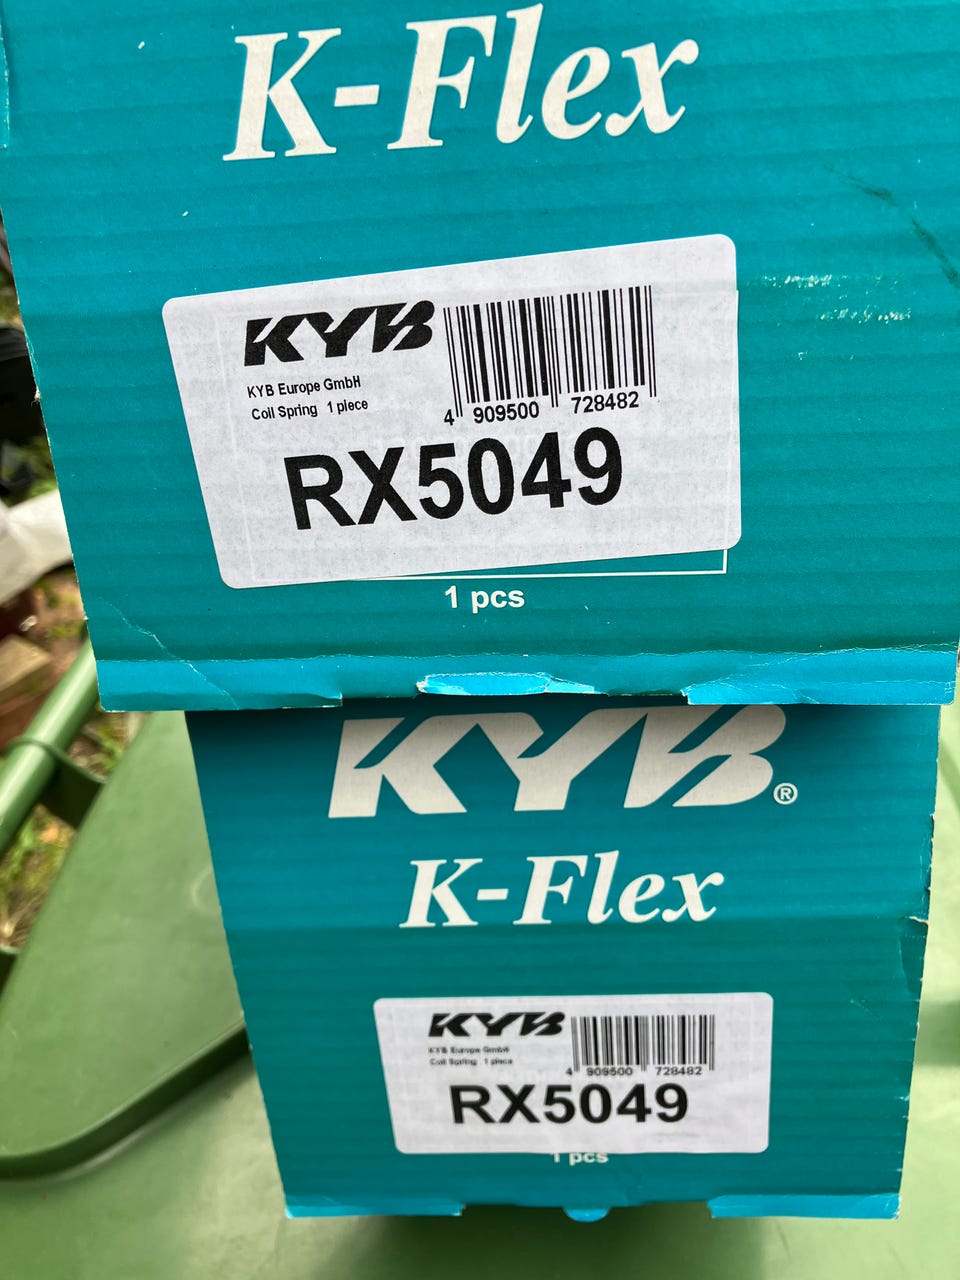 K-Flex
KYB
KYB Europe GmbH
Coil Spring 1 piece
4 909500 728482
RX5049
1 pcs
KYB®
K-Flex
KYB
KYB Europe GmbH
Coil Spring 1 piece
4 909500 728482
RX5049
1 pcs